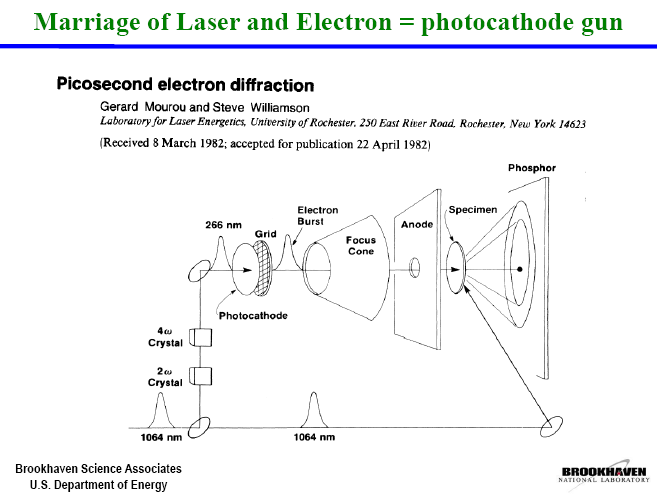 Marriage of Laser and Electron = photocathode gun
Picosecond electron diffraction
Gerard Mourou and Steve Williamson
Laboratory for Laser Energetics, University of Rochester, 250 East River Road, Rochester, New York 14623
(Received 8 March 1982; accepted for publication 22 April 1982)
Phosphor
266 nm
Grid
Electron
Burst
Focus
Cone
Anode
Specimen
Photocathode
4ω
Crystal
2ω
Crystal
1064 nm
1064 nm
Brookhaven Science Associates
U.S. Department of Energy
BROOKHAVEN
NATIONAL LABORATORY